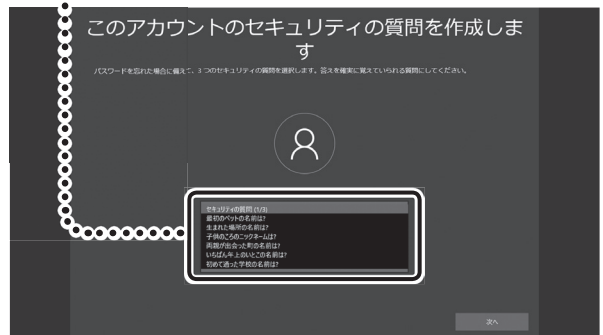 このアカウントのセキュリティの質問を作成しま
す
パスワードを忘れた場合に備えて、3 つのセキュリティの質問を選択します。答えを確実に覚えていられる質問にしてください。
セキュリティの質問 (1/3)
最初のペットの名前は?
生まれた場所の名前は?
子供のころのニックネームは?
両親が出会った町の名前は?
いちばん年上のいとこの名前は?
初めて通った学校の名前は?
次へ